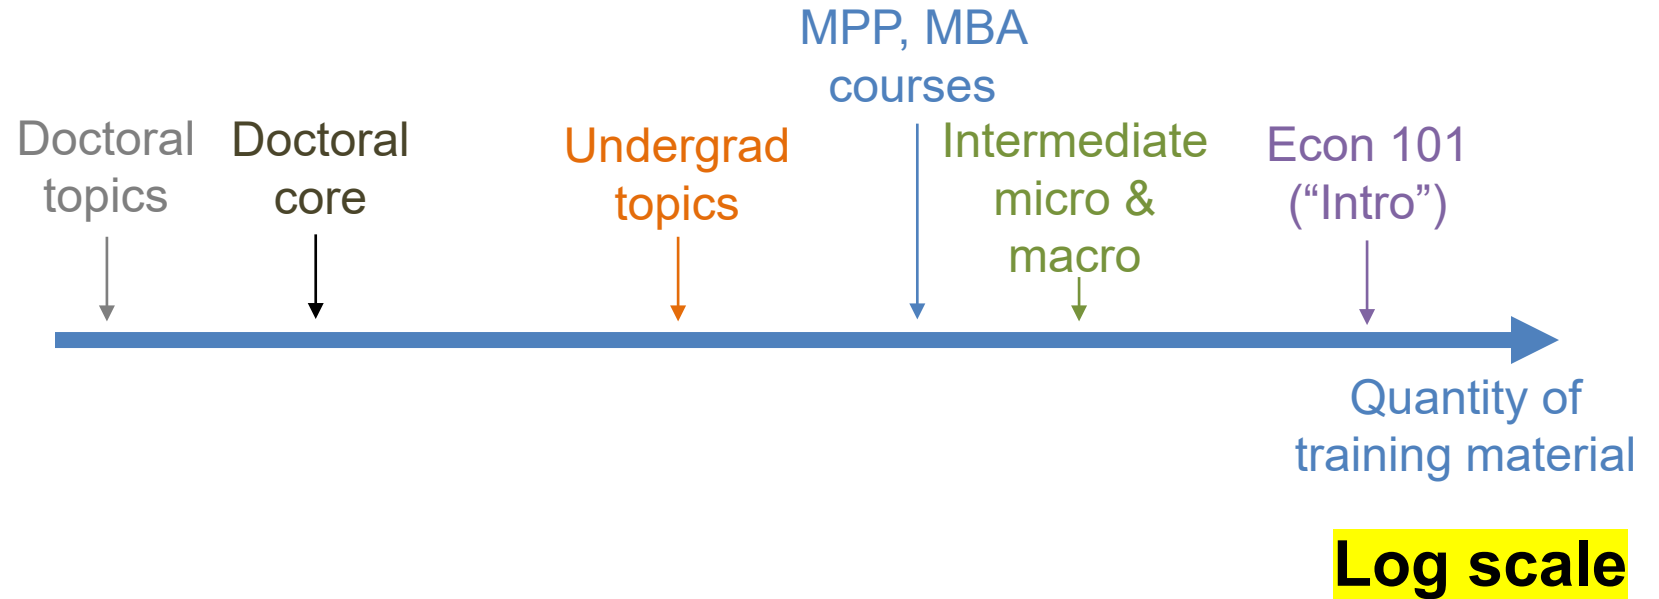 MPP, MBA
courses
Doctoral
topics
Doctoral
core
Undergrad
topics
Intermediate
micro &
macro
Econ 101
(“Intro”)
Quantity of
training material
Log scale